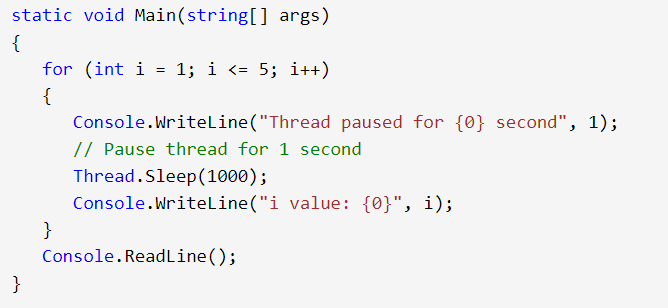 static void Main(string[] args)
{
   for (int i = 1; i <= 5; i++)
   {
      Console.WriteLine("Thread paused for {0} second", 1);
      // Pause thread for 1 second
      Thread.Sleep(1000);
      Console.WriteLine("i value: {0}", i);
   }
   Console.ReadLine();
}